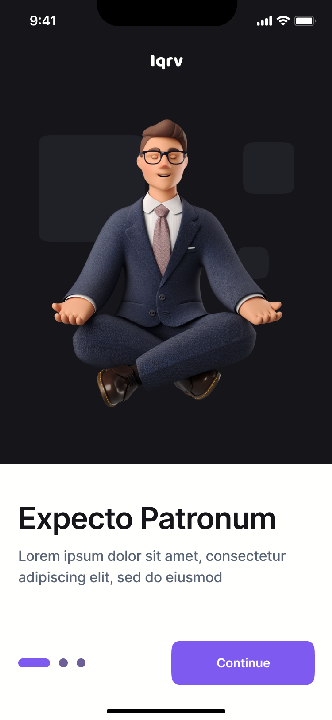 9:41
lqrv
Expecto Patronum
Lorem ipsum dolor sit amet, consectetur
adipiscing elit, sed do eiusmod
Continue